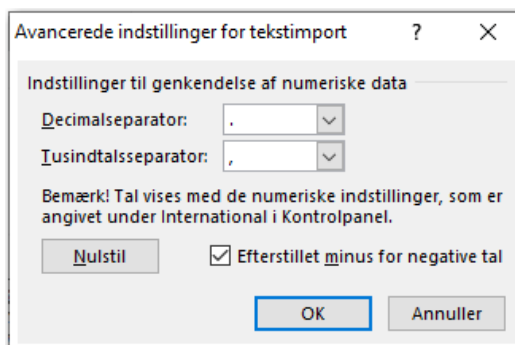 Avancerede indstillinger for tekstimport ? ×
Indstillinger til genkendelse af numeriske data
Decimalseparator: .
Tusindtalsseparator: ,
Bemærk! Tal vises med de numeriske indstillinger, som er
angivet under International i Kontrolpanel.
Nulstil Efterstillet minus for negative tal
OK Annuller